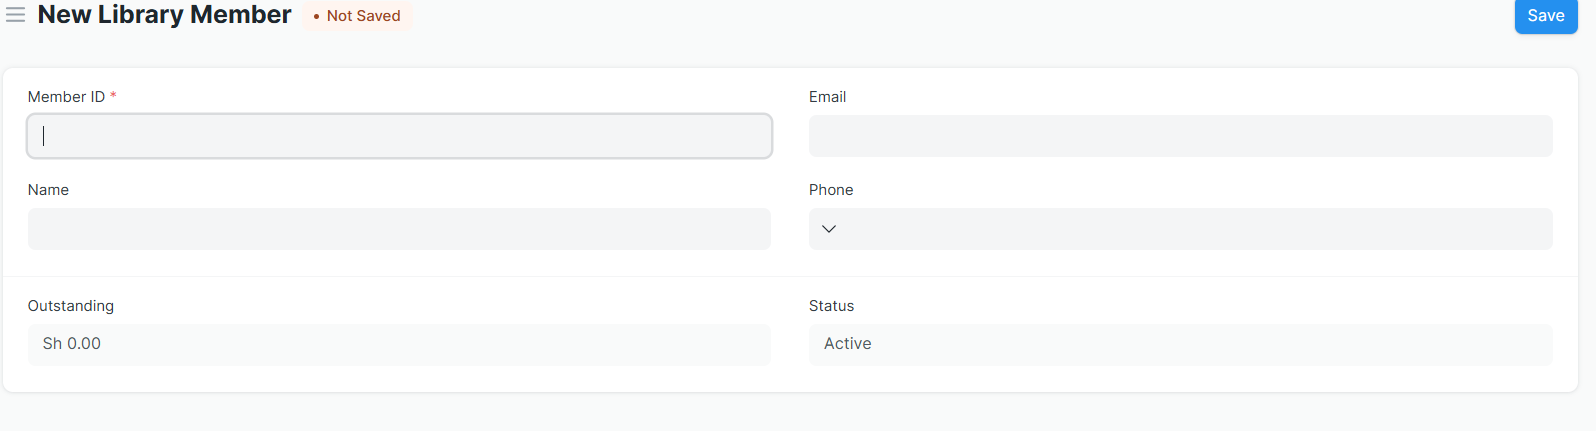 New Library Member • Not Saved Save
Member ID * Email
Name Phone
Outstanding Status
Sh 0.00 Active